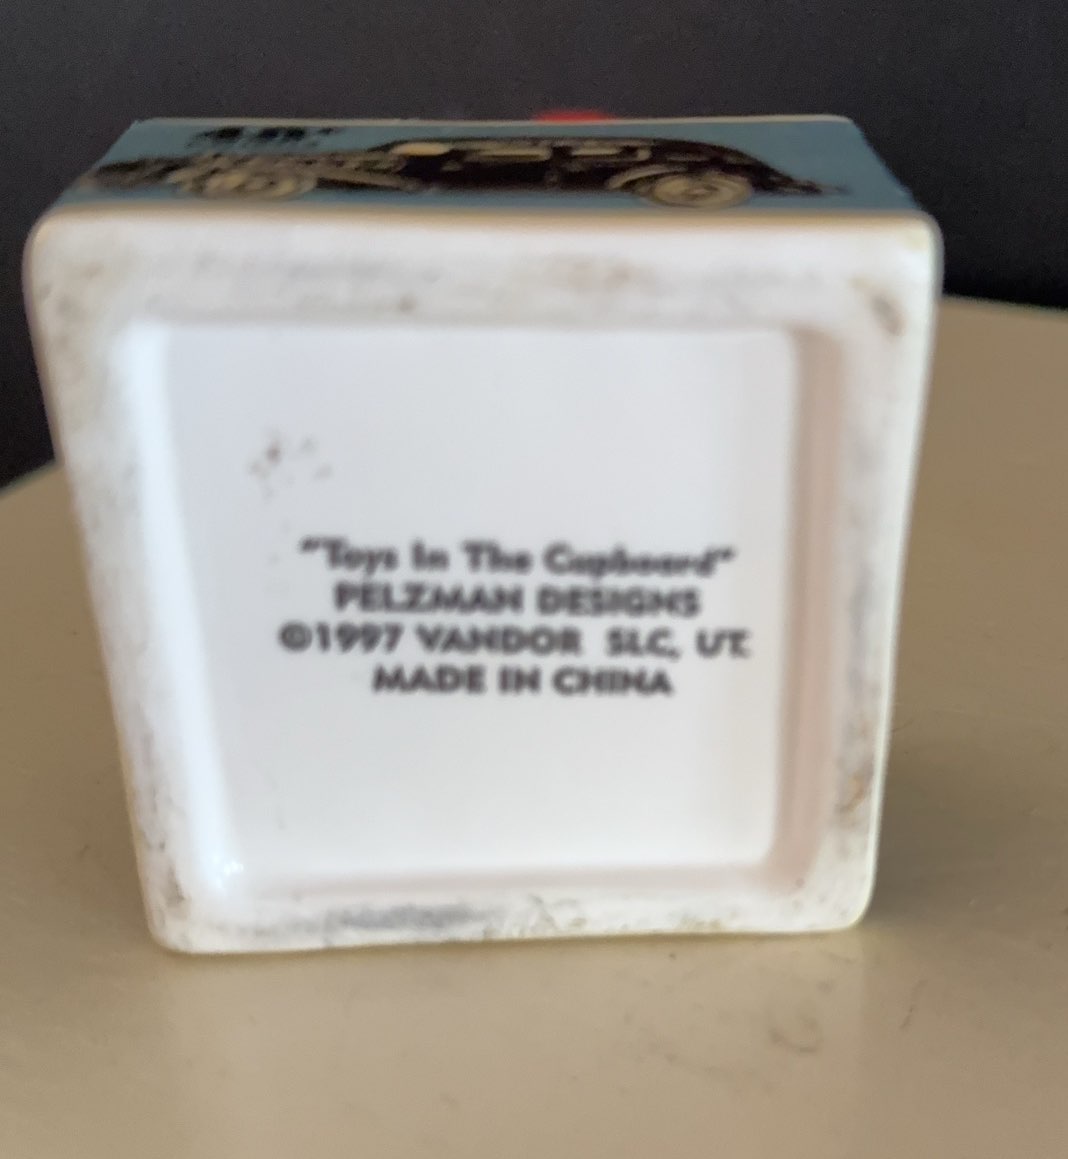 "Toys In The Cupboard"
PELZMAN DESIGNS
©1997 VANDOR SLC, UT.
MADE IN CHINA